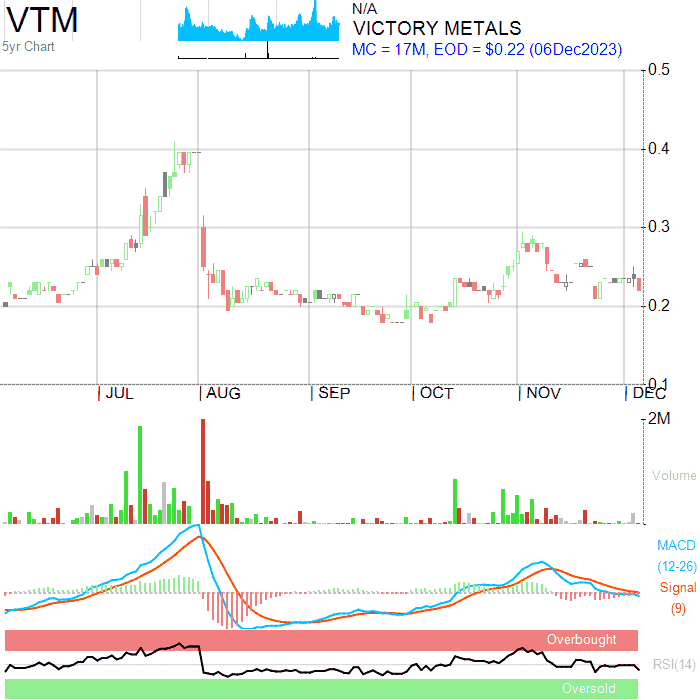 VTM
5yr Chart
N/A
VICTORY METALS
MC = 17M, EOD = $0.22 (06Dec2023)
0.5
0.4
0.3
0.2
0.1
JUL AUG SEP OCT NOV DEC
2M
Volume
MACD
(12-26)
Signal
(9)
Overbought
RSI(14)
Oversold